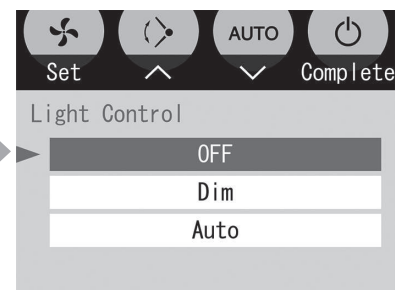 AUTO
Set Complete
Light Control
OFF
Dim
Auto